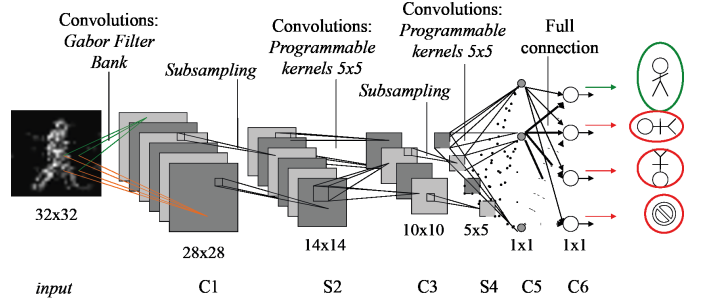 Convolutions:
Gabor Filter
Bank
Subsampling
Convolutions:
Programmable
kernels 5x5
Subsampling
Convolutions:
Programmable
kernels 5x5
Full
connection
32x32
28x28
14x14
10x10
5x5
1x1
1x1
input
C1
S2
C3
S4
C5
C6